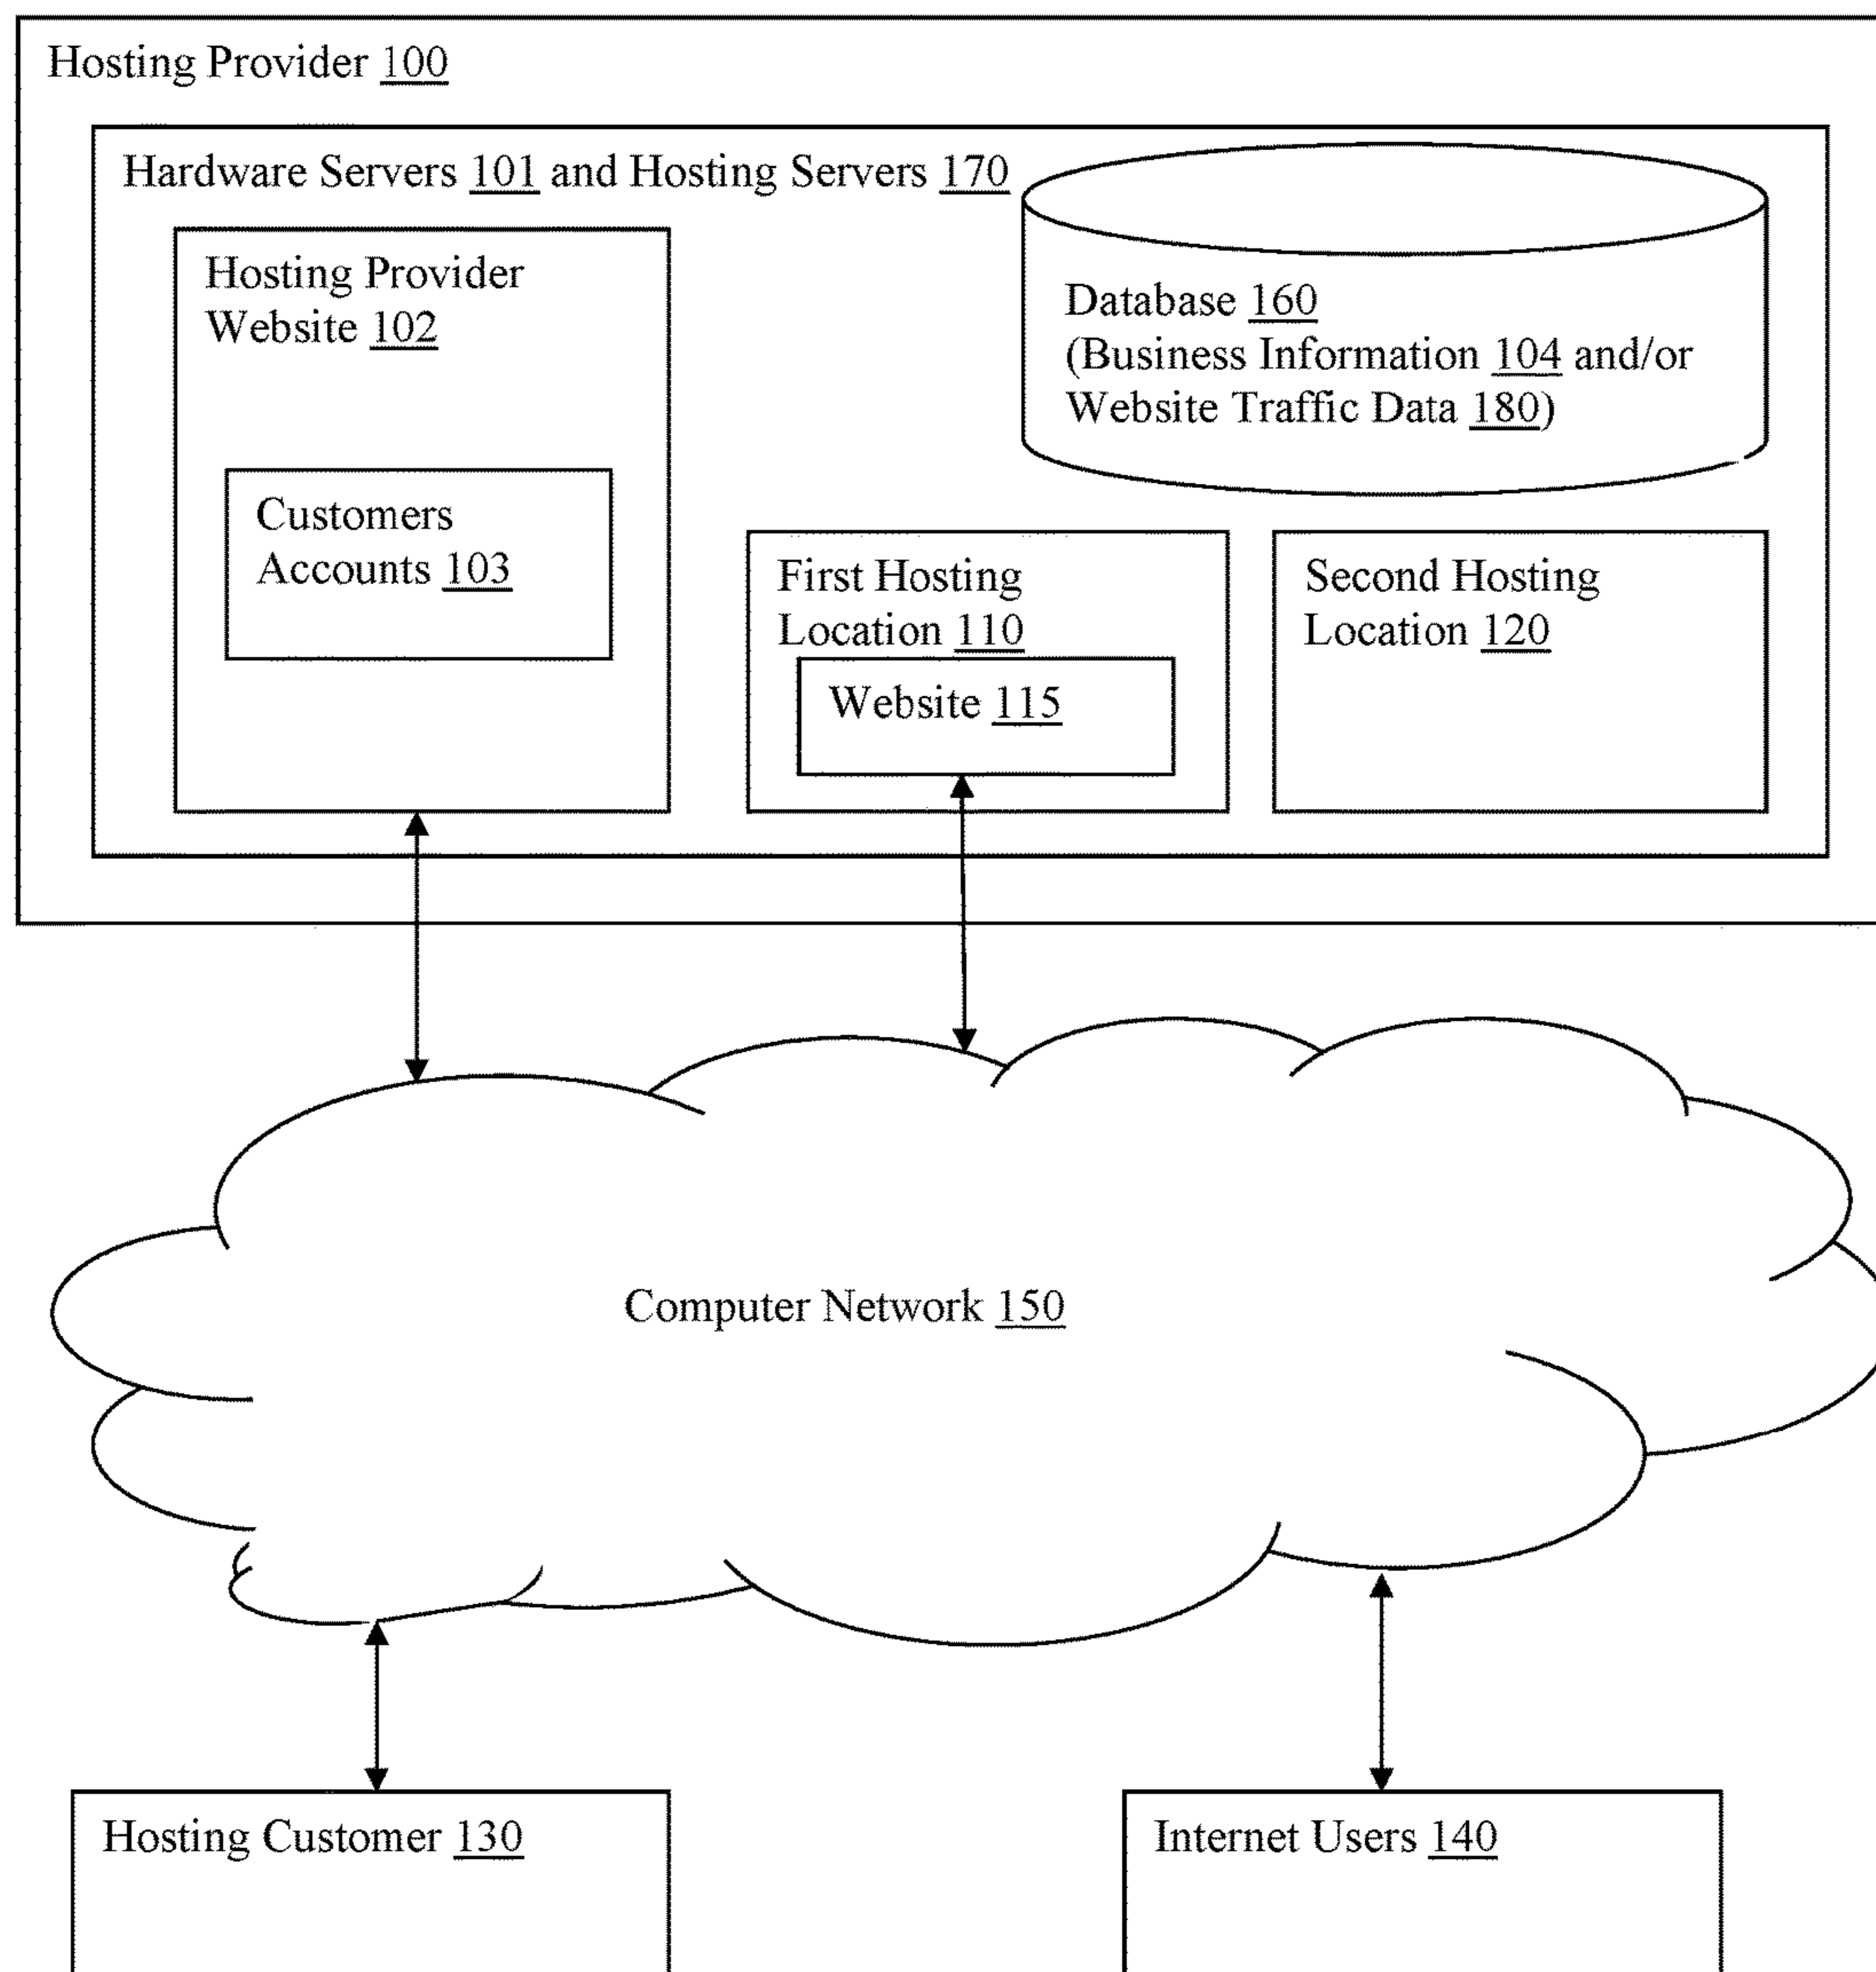 Hosting Provider 100
Hardware Servers 101 and Hosting Servers 170
Hosting Provider
Website 102
Customers
Accounts 103
Database 160
(Business Information 104 and/or
Website Traffic Data 180)
First Hosting
Location 110
Website 115
Second Hosting
Location 120
Computer Network 150
Hosting Customer 130
Internet Users 140